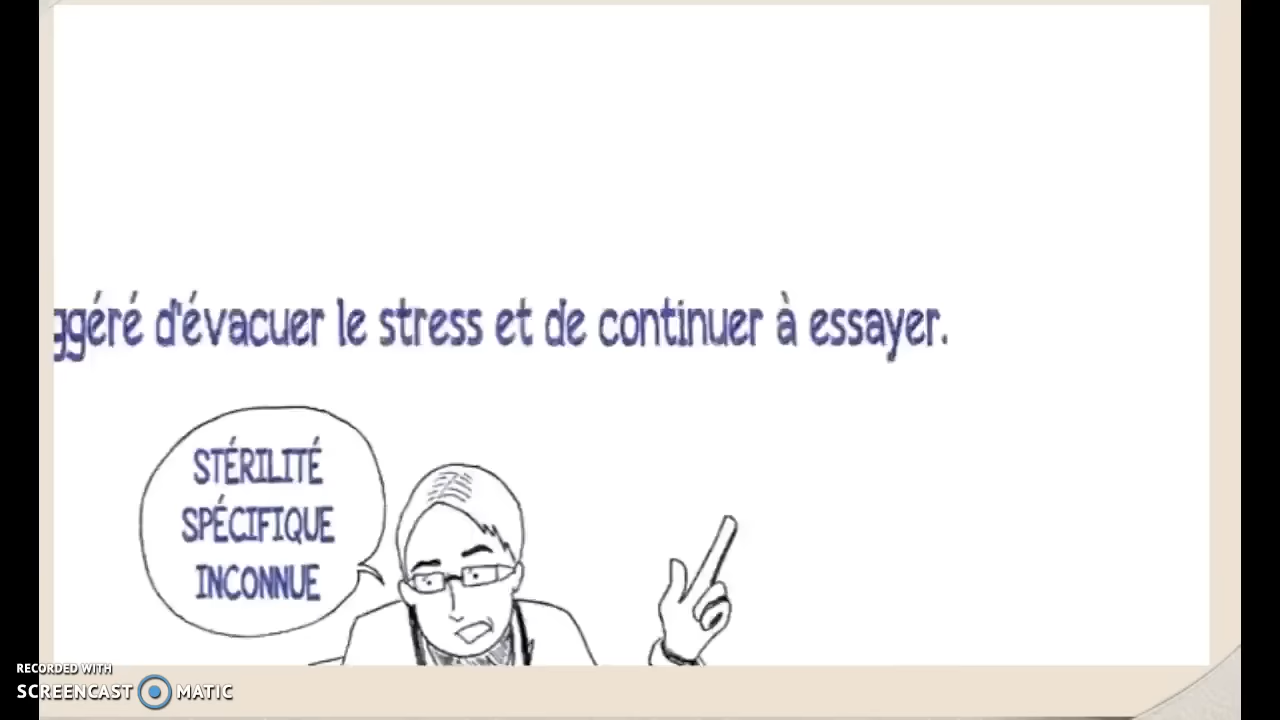 ggéré d'évacuer le stress et de continuer à essayer.
STÉRILITÉ
SPÉCIFIQUE
INCONNUE
RECORDED WITH
SCREENCAST MATIC